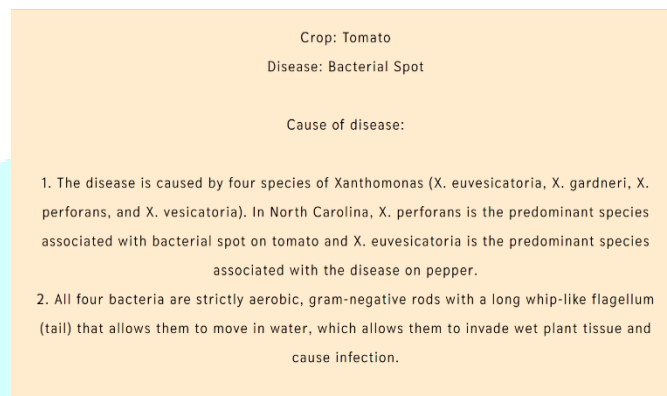 Crop: Tomato
Disease: Bacterial Spot
Cause of disease:
1. The disease is caused by four species of Xanthomonas (X. euvesicatoria, X. gardneri, X.
perforans, and X. vesicatoria). In North Carolina, X. perforans is the predominant species
associated with bacterial spot on tomato and X. euvesicatoria is the predominant species
associated with the disease on pepper.
2. All four bacteria are strictly aerobic, gram-negative rods with a long whip-like flagellum
(tail) that allows them to move in water, which allows them to invade wet plant tissue and
cause infection.